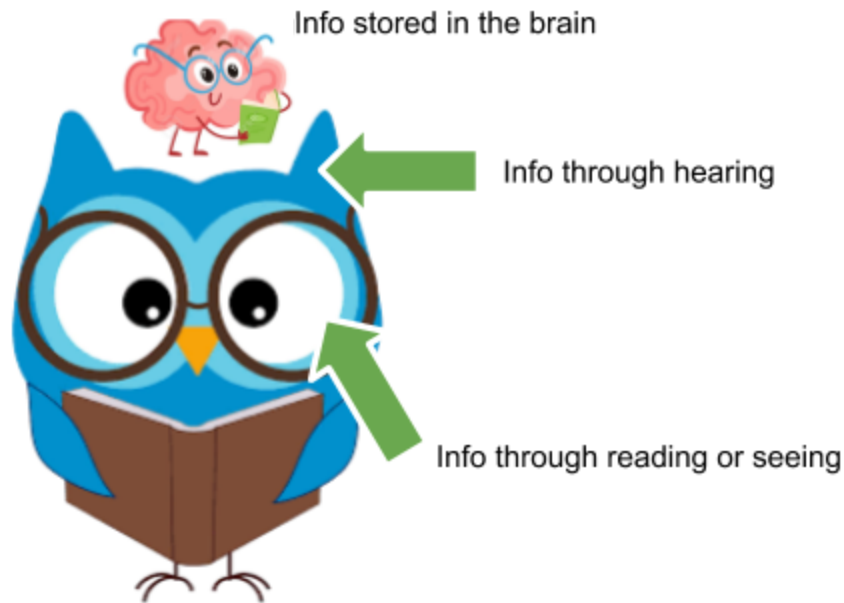 Info stored in the brain
Info through hearing
Info through reading or seeing